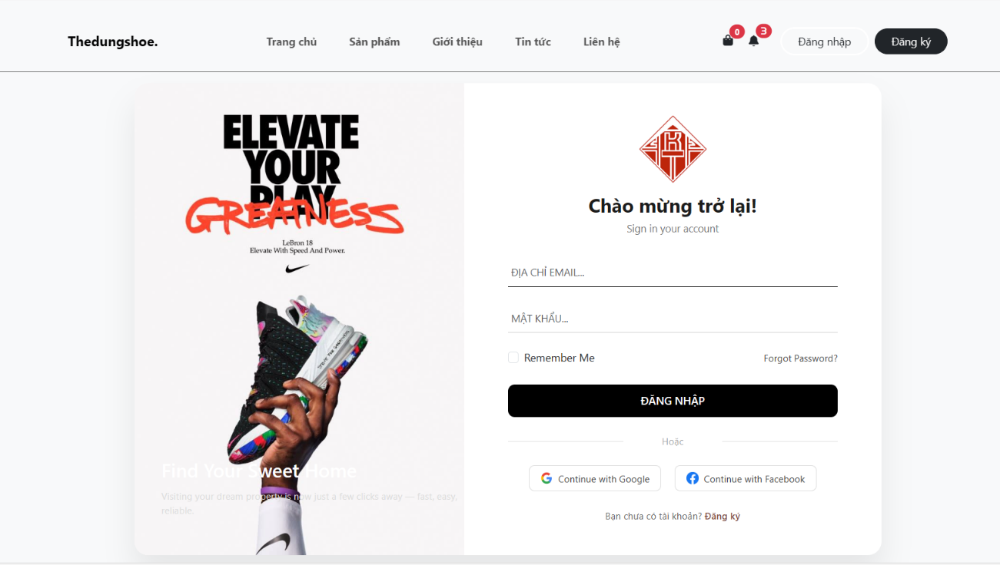 Thedungshoe.
Trang chủ
Sản phẩm
Giới thiệu
Tin tức
Liên hệ
0
3
Đăng nhập
Đăng ký
ELEVATE
YOUR
PLAY
GREATNESS
LeBron 18
Elevate With Speed And Power.
Find Your Sweet Home
Visiting your dream property is now just a few clicks away — fast, easy,
reliable.
Chào mừng trở lại!
Sign in your account
ĐỊA CHỈ EMAIL...
MẬT KHẨU...
Remember Me
Forgot Password?
ĐĂNG NHẬP
Hoặc
Continue with Google
Continue with Facebook
Bạn chưa có tài khoản? Đăng ký